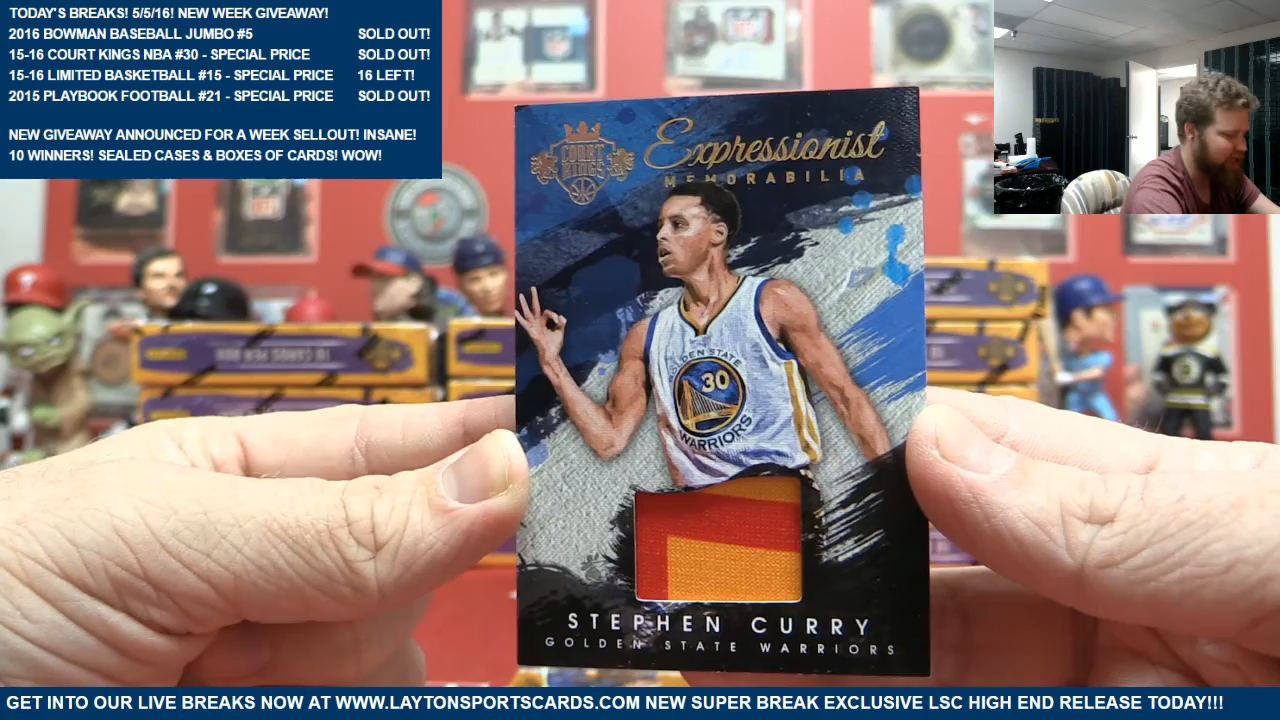 TODAY'S BREAKS! 5/5/16! NEW WEEK GIVEAWAY!
2016 BOWMAN BASEBALL JUMBO #5 SOLD OUT!
15-16 COURT KINGS NBA #30 - SPECIAL PRICE SOLD OUT!
15-16 LIMITED BASKETBALL #15 - SPECIAL PRICE 16 LEFT!
2015 PLAYBOOK FOOTBALL #21 - SPECIAL PRICE SOLD OUT!
NEW GIVEAWAY ANNOUNCED FOR A WEEK SELLOUT! INSANE!
10 WINNERS! SEALED CASES & BOXES OF CARDS! WOW!
COURT
KINGS
Expressionist
MEMORABILIA
GOLDEN STATE
30
WARRIORS
STEPHEN CURRY
GOLDEN STATE WARRIORS
10 CARDS PER BOX
GET INTO OUR LIVE BREAKS NOW AT WWW.LAYTONSPORTSCARDS.COM NEW SUPER BREAK EXCLUSIVE LSC HIGH END RELEASE TODAY!!!